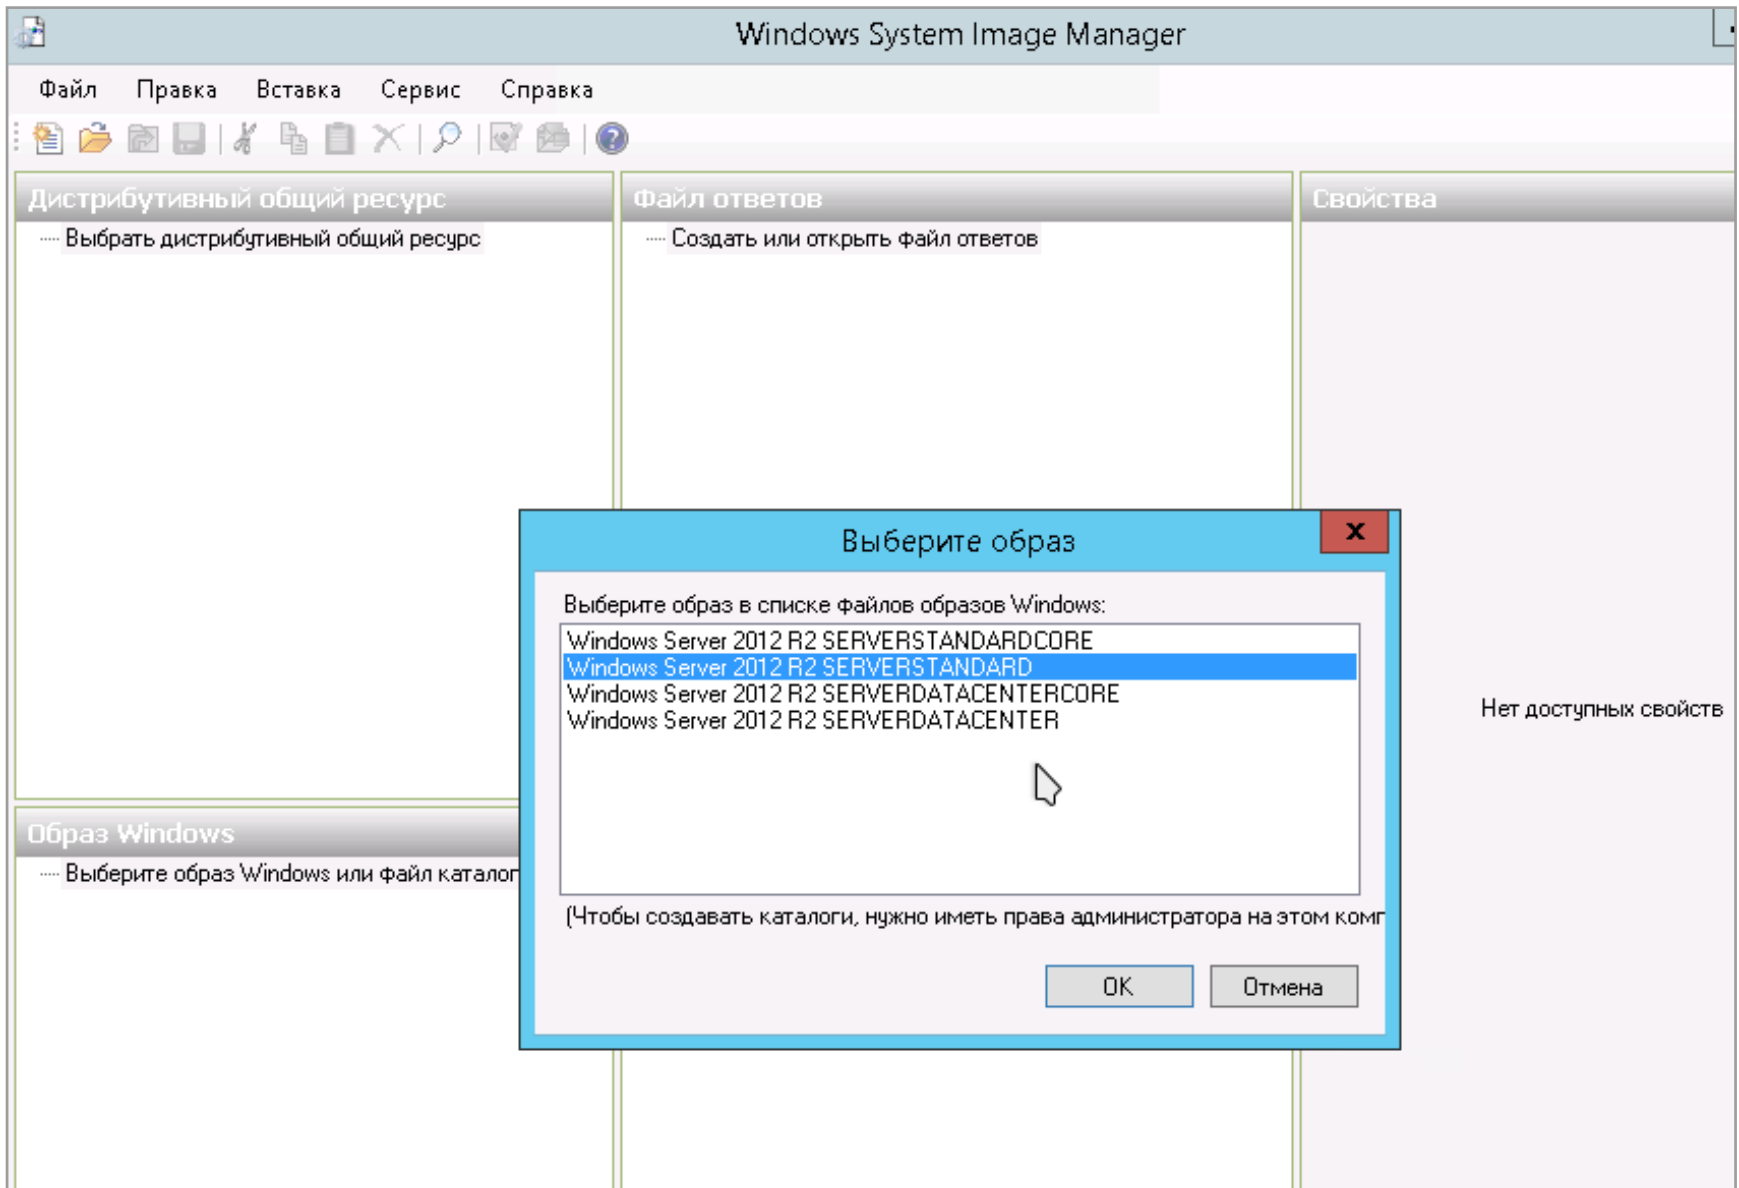 Windows System Image Manager
Файл Правка Вставка Сервис Справка
Дистрибутивный общий ресурс
Выбрать дистрибутивный общий ресурс
Файл ответов
Создать или открыть файл ответов
Свойства
Нет доступных свойств
Образ Windows
Выберите образ Windows или файл каталог
Выберите образ
Выберите образ в списке файлов образов Windows:
Windows Server 2012 R2 SERVERSTANDARDCORE
Windows Server 2012 R2 SERVERSTANDARD
Windows Server 2012 R2 SERVERDATACENTERCORE
Windows Server 2012 R2 SERVERDATACENTER
(Чтобы создавать каталоги, нужно иметь права администратора на этом комп
OK Отмена